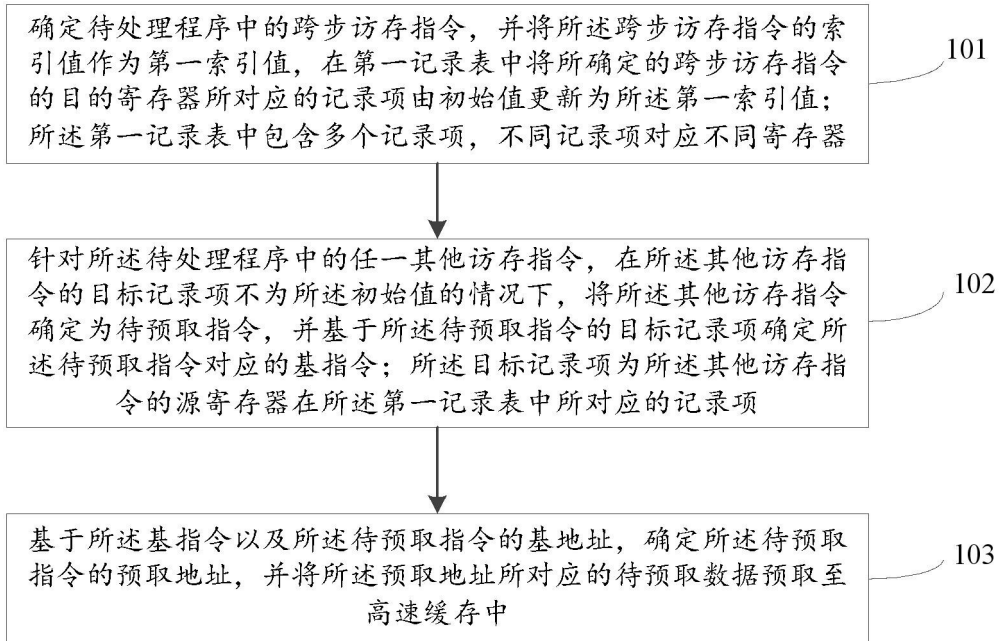 确定待处理程序中的跨步访存指令，并将所述跨步访存指令的索
引值作为第一索引值，在第一记录表中将所确定的跨步访存指令
的目的寄存器所对应的记录项由初始值更新为所述第一索引值；
所述第一记录表中包含多个记录项，不同记录项对应不同寄存器
101
针对所述待处理程序中的任一其他访存指令，在所述其他访存指
令的目标记录项不为所述初始值的情况下，将所述其他访存指令
确定为待预取指令，并基于所述待预取指令的目标记录项确定所
述待预取指令对应的基指令；所述目标记录项为所述其他访存指
令的源寄存器在所述第一记录表中所对应的记录项
102
基于所述基指令以及所述待预取指令的基地址，确定所述待预取
指令的预取地址，并将所述预取地址所对应的待预取数据预取至
高速缓存中
103